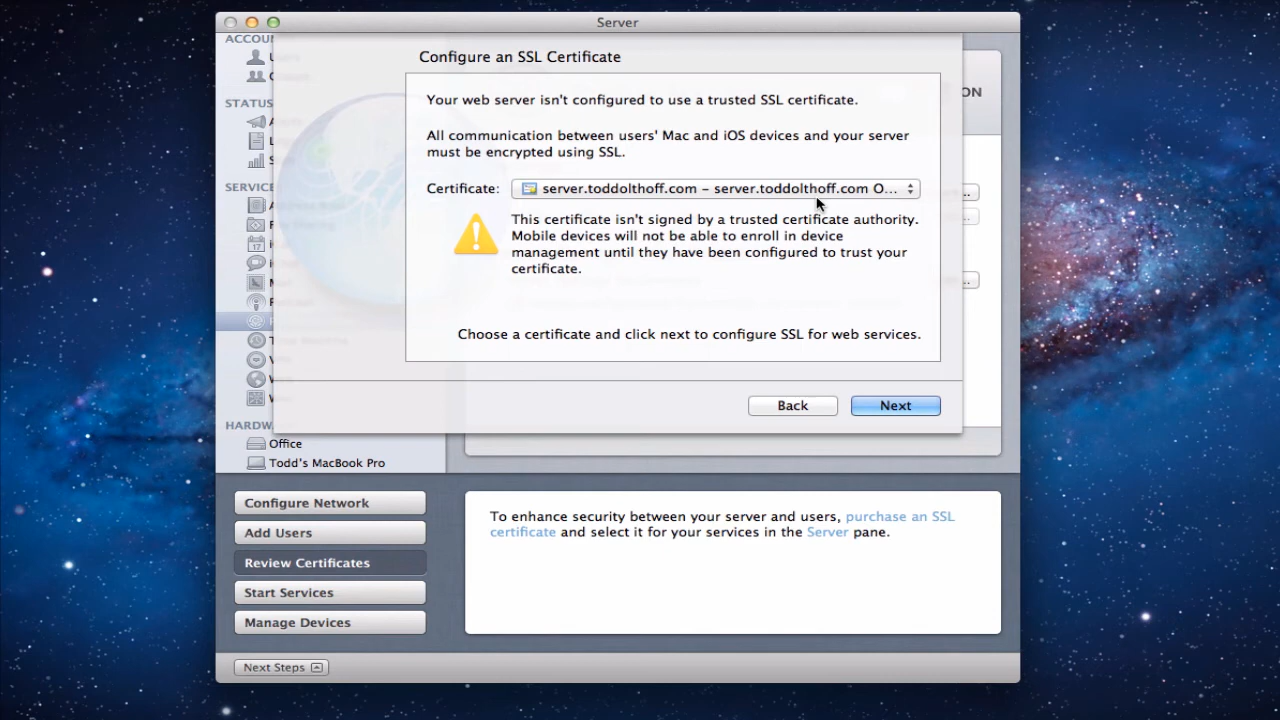 Server
ACCOU
Configure an SSL Certificate
Your web server isn't configured to use a trusted SSL certificate.
ON
STATUS
All communication between users' Mac and iOS devices and your server
must be encrypted using SSL.
SERVICE
Certificate: server.toddolthoff.com – server.toddolthoff.com O...
This certificate isn't signed by a trusted certificate authority.
Mobile devices will not be able to enroll in device
management until they have been configured to trust your
certificate.
Choose a certificate and click next to configure SSL for web services.
Back
Next
HARDW
Office
Todd's MacBook Pro
Configure Network
Add Users
Review Certificates
Start Services
Manage Devices
To enhance security between your server and users, purchase an SSL
certificate and select it for your services in the Server pane.
Next Steps